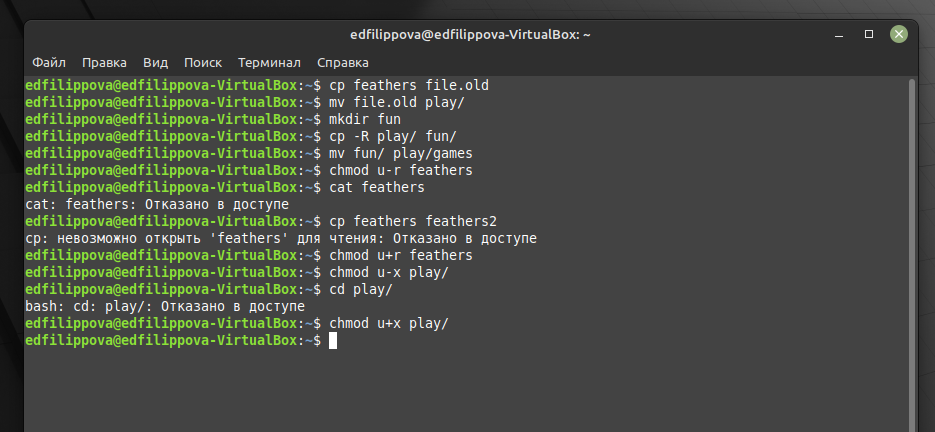 edfilippova@edfilippova-VirtualBox: ~
Файл Правка Вид Поиск Терминал Справка
edfilippova@edfilippova-VirtualBox:~$ cp feathers file.old
edfilippova@edfilippova-VirtualBox:~$ mv file.old play/
edfilippova@edfilippova-VirtualBox:~$ mkdir fun
edfilippova@edfilippova-VirtualBox:~$ cp -R play/ fun/
edfilippova@edfilippova-VirtualBox:~$ mv fun/ play/games
edfilippova@edfilippova-VirtualBox:~$ chmod u-r feathers
edfilippova@edfilippova-VirtualBox:~$ cat feathers
cat: feathers: Отказано в доступе
edfilippova@edfilippova-VirtualBox:~$ cp feathers feathers2
cp: невозможно открыть 'feathers' для чтения: Отказано в доступе
edfilippova@edfilippova-VirtualBox:~$ chmod u+r feathers
edfilippova@edfilippova-VirtualBox:~$ chmod u-x play/
edfilippova@edfilippova-VirtualBox:~$ cd play/
bash: cd: play/: Отказано в доступе
edfilippova@edfilippova-VirtualBox:~$ chmod u+x play/
edfilippova@edfilippova-VirtualBox:~$